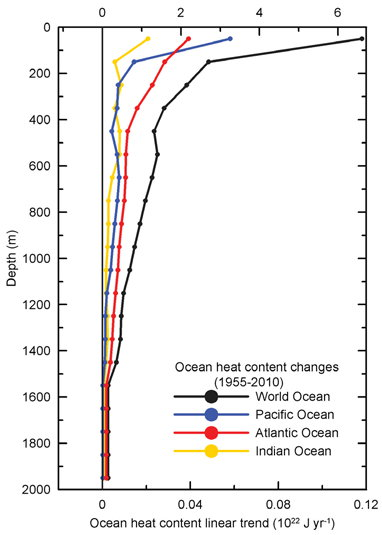 0 2 4 6
0
200
400
600
800
1000
1200
1400
1600
1800
2000
Depth (m)
Ocean heat content changes
(1955-2010)
World Ocean
Pacific Ocean
Atlantic Ocean
Indian Ocean
0 0.04 0.08 0.12
Ocean heat content linear trend (10²² J yr⁻¹)